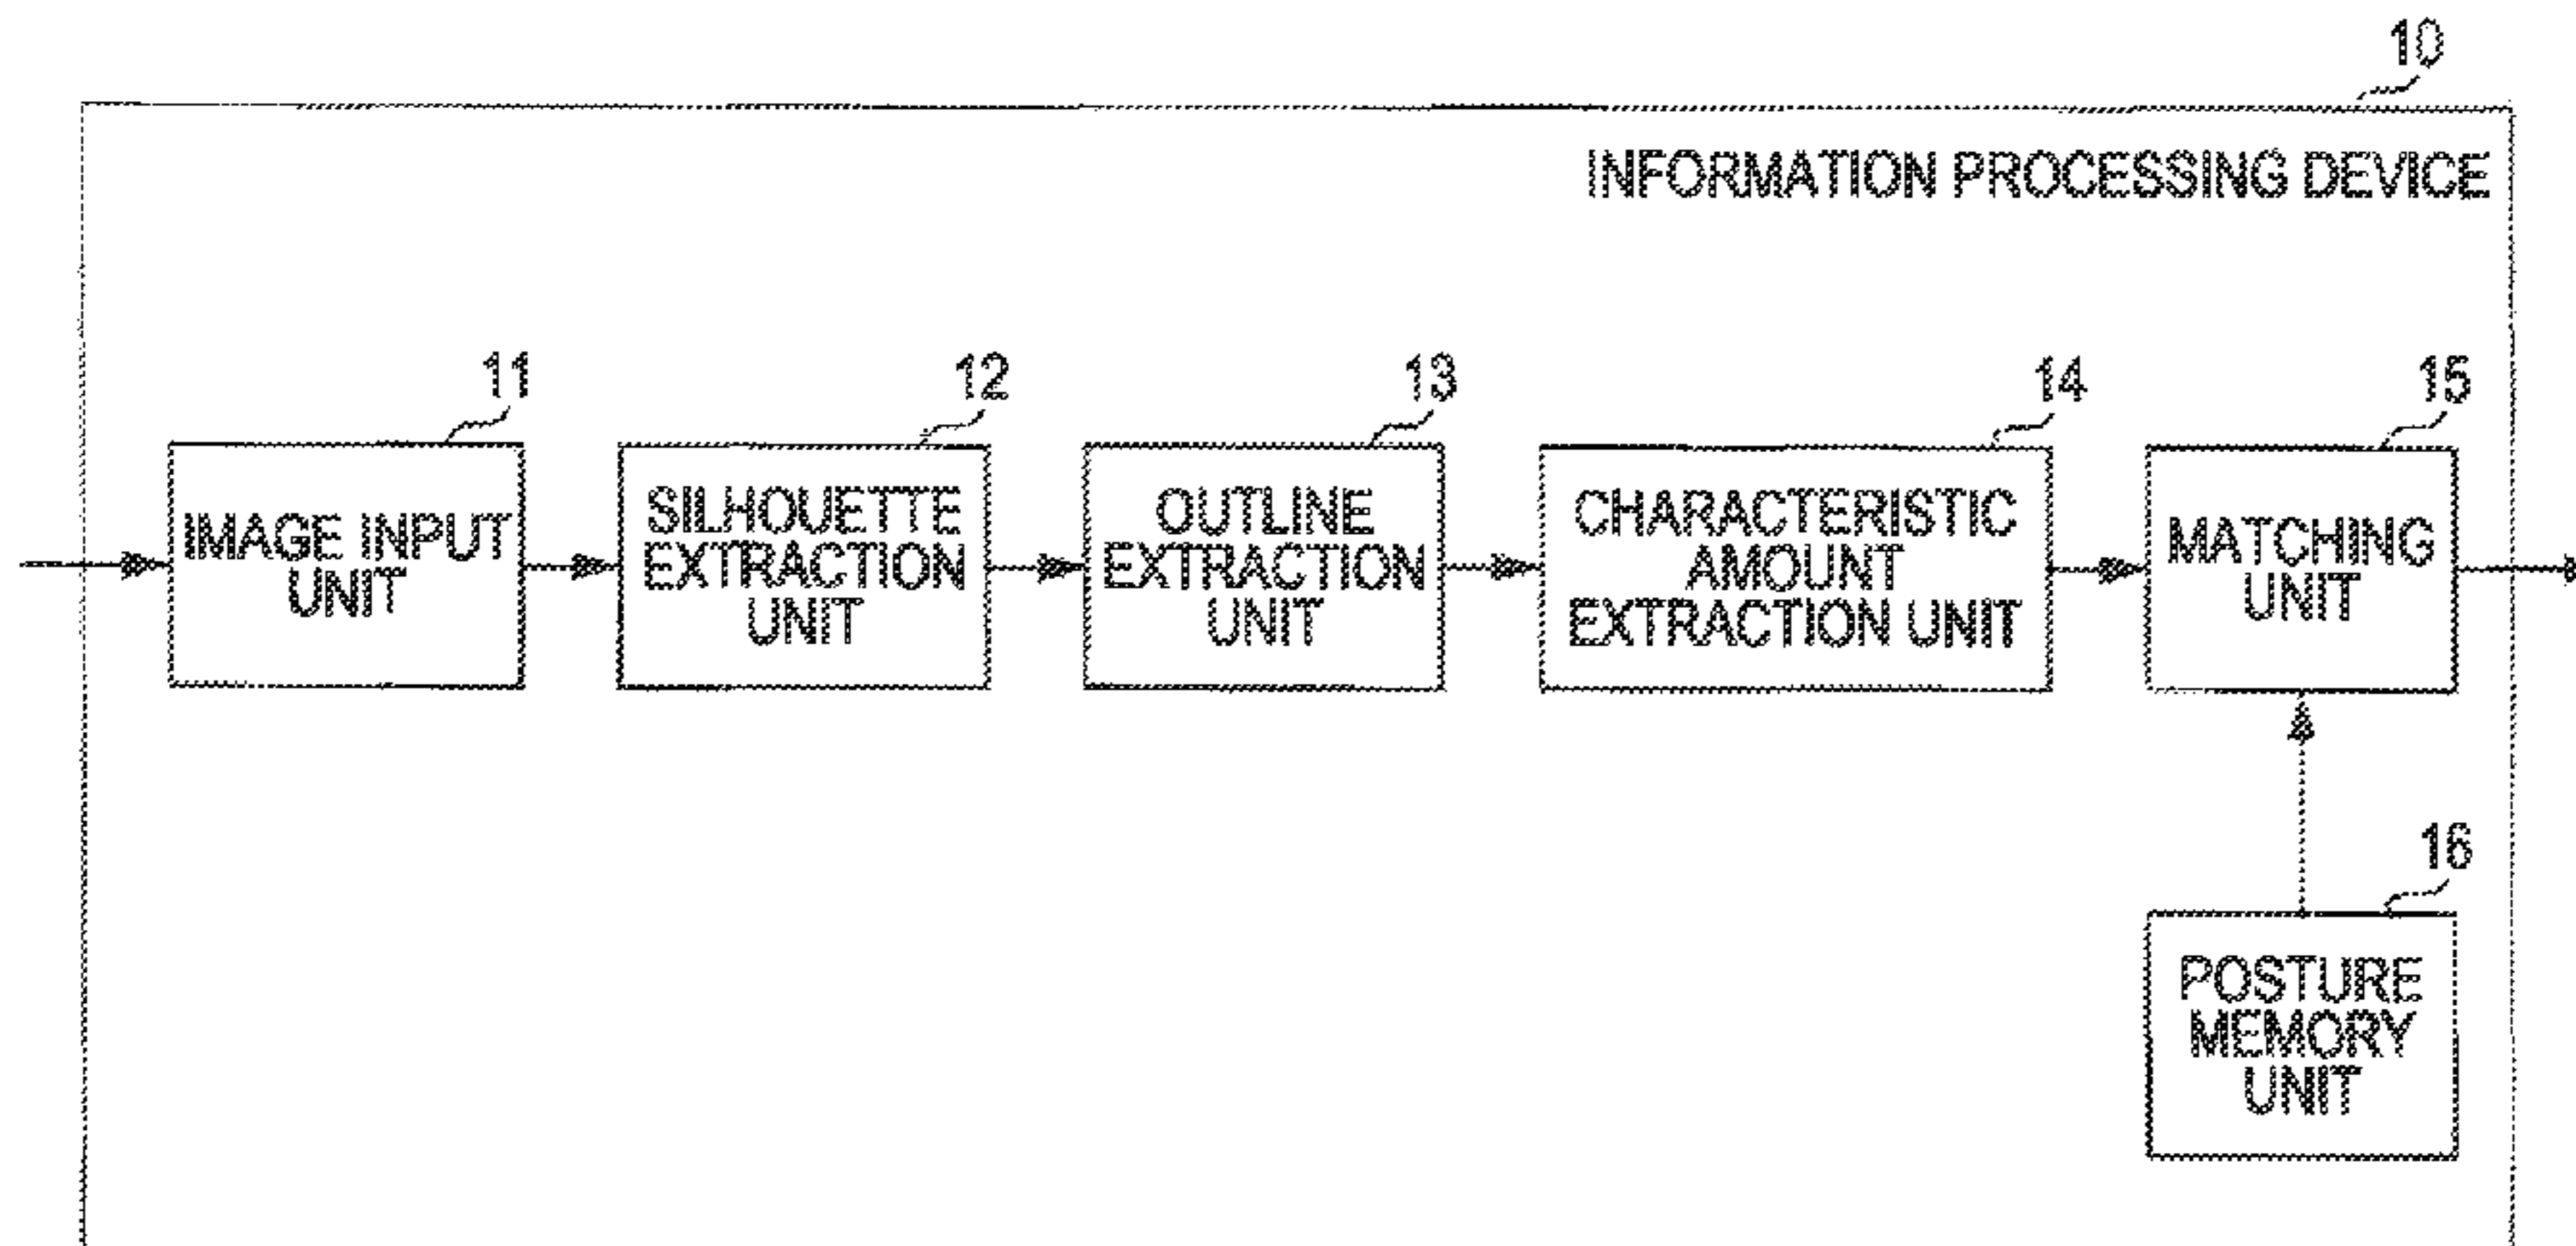 10
INFORMATION PROCESSING DEVICE
11
IMAGE INPUT
UNIT
12
SILHOUETTE
EXTRACTION
UNIT
13
OUTLINE
EXTRACTION
UNIT
14
CHARACTERISTIC
AMOUNT
EXTRACTION UNIT
15
MATCHING
UNIT
16
POSTURE
MEMORY
UNIT